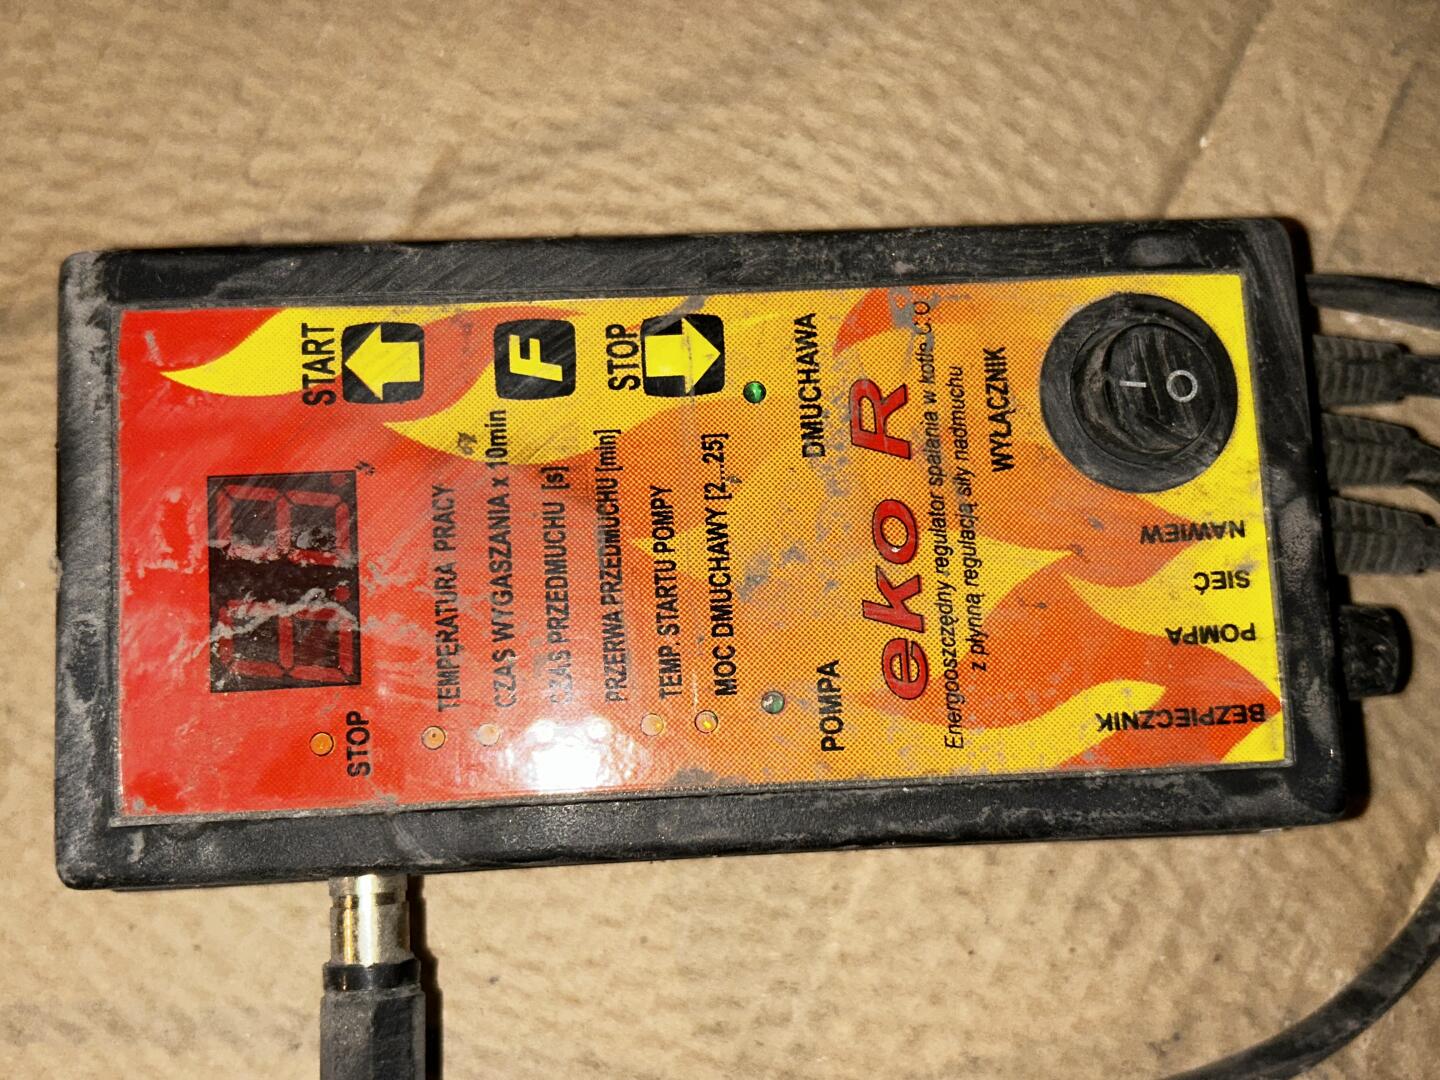 START
F
STOP
STOP
TEMPERATURA PRACY
CZAS WYGASZANIA x 10min
CZAS PRZEDMUCHU [s]
PRZERWA PRZEDMUCHU [min]
TEMP. STARTU POMPY
MOC DMUCHAWY [2...25]
POMPA
DMUCHAWA
eko R
Energooszczędny regulator spalania w kotle C.O
z płynną regulacją siły nadmuchu
WYŁĄCZNIK
I O
BEZPIECZNIK
POMPA
SIEĆ
NAWIEW